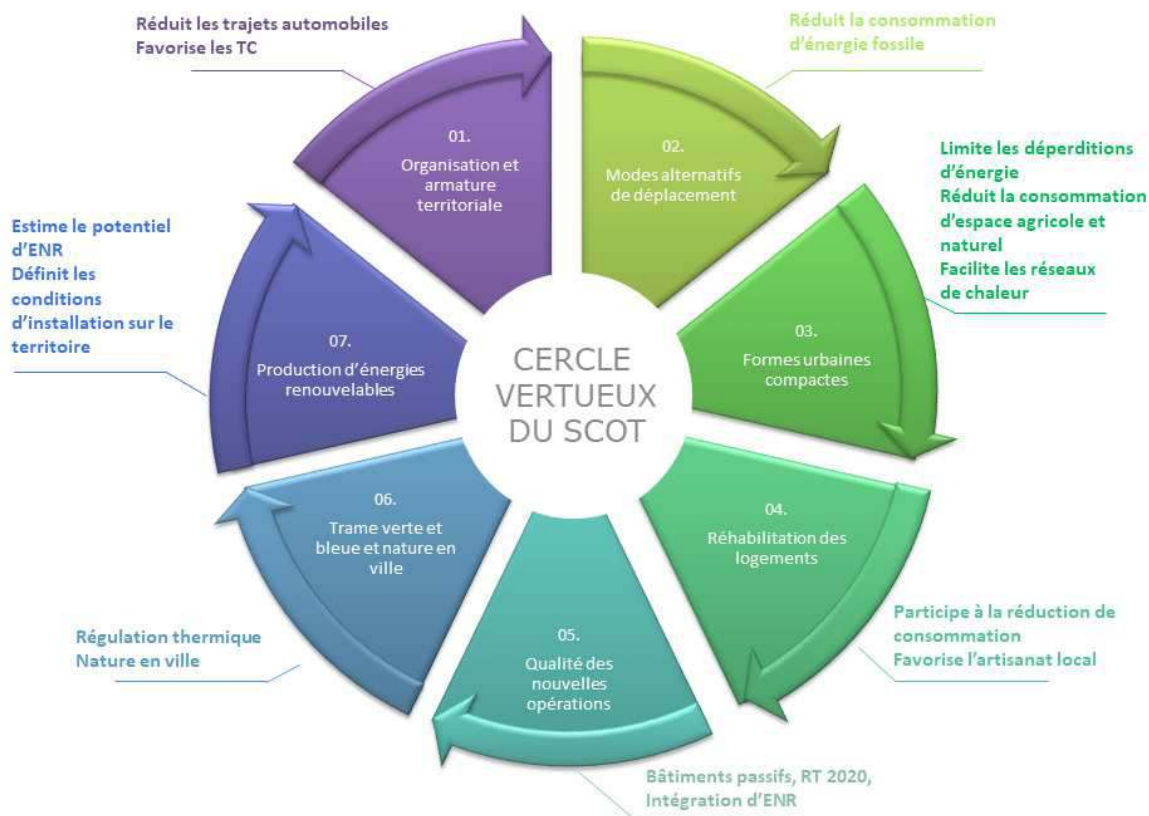 Réduit les trajets automobiles
Favorise les TC
01.
Organisation et
armature
territoriale
Réduit la consommation
d’énergie fossile
02.
Modes alternatifs
de déplacement
Limite les déperditions
d’énergie
Réduit la consommation
d’espace agricole et
naturel
Facilite les réseaux
de chaleur
03.
Formes urbaines
compactes
04.
Réhabilitation des
logements
Participe à la réduction de
consommation
Favorise l’artisanat local
05.
Qualité des
nouvelles
opérations
Bâtiments passifs, RT 2020,
Intégration d’ENR
06.
Trame verte et
bleue et nature en
ville
Régulation thermique
Nature en ville
07.
Production d’énergies
renouvelables
Estime le potentiel
d’ENR
Définit les
conditions
d’installation sur le
territoire
CERCLE
VERTUEUX
DU SCOT